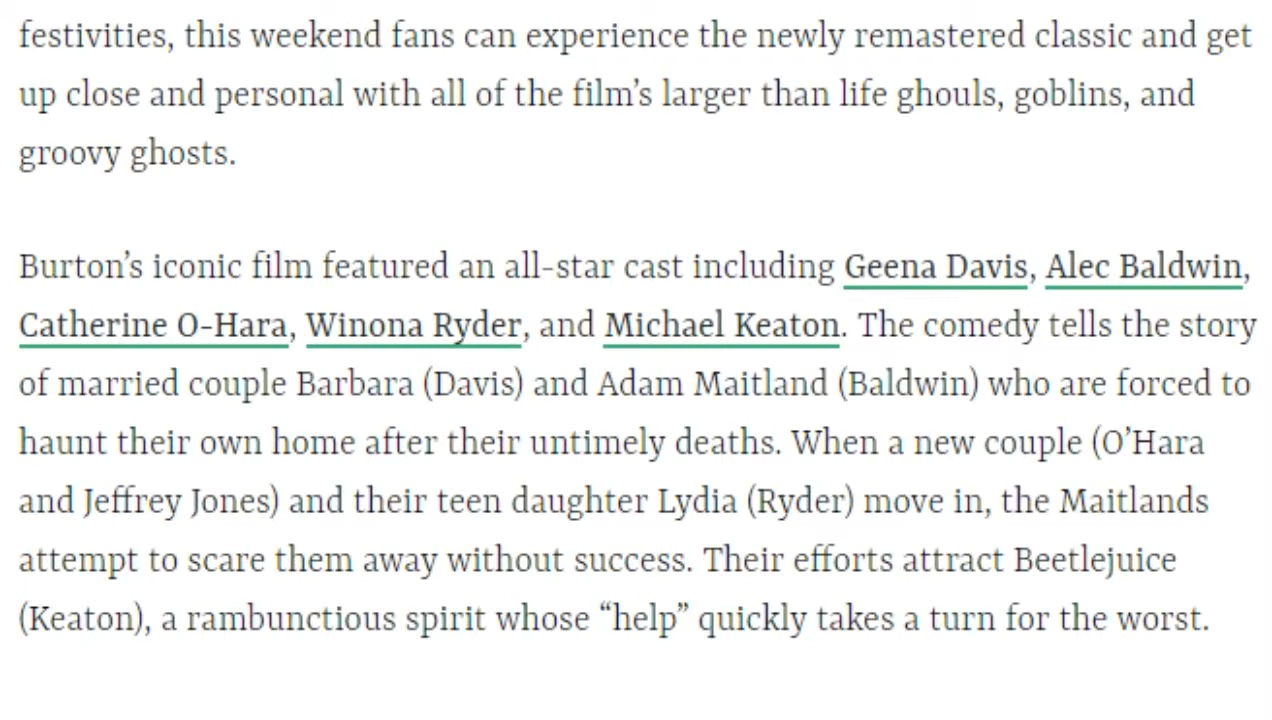 festivities, this weekend fans can experience the newly remastered classic and get
up close and personal with all of the film’s larger than life ghouls, goblins, and
groovy ghosts.
Burton’s iconic film featured an all-star cast including Geena Davis, Alec Baldwin,
Catherine O-Hara, Winona Ryder, and Michael Keaton. The comedy tells the story
of married couple Barbara (Davis) and Adam Maitland (Baldwin) who are forced to
haunt their own home after their untimely deaths. When a new couple (O’Hara
and Jeffrey Jones) and their teen daughter Lydia (Ryder) move in, the Maitlands
attempt to scare them away without success. Their efforts attract Beetlejuice
(Keaton), a rambunctious spirit whose “help” quickly takes a turn for the worst.